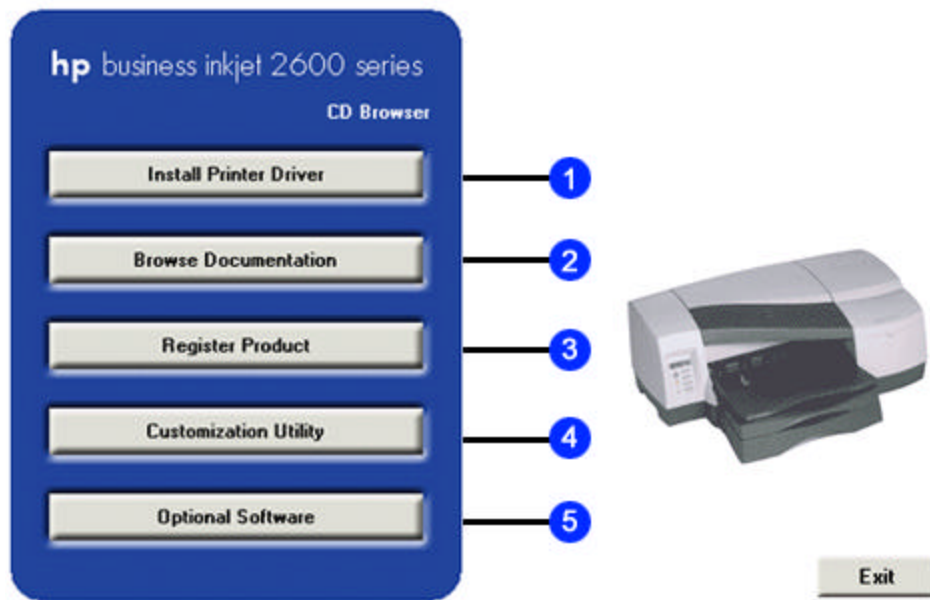 hp business inkjet 2600 series
CD Browser
Install Printer Driver
1
Browse Documentation
2
Register Product
3
Customization Utility
4
Optional Software
5
Exit